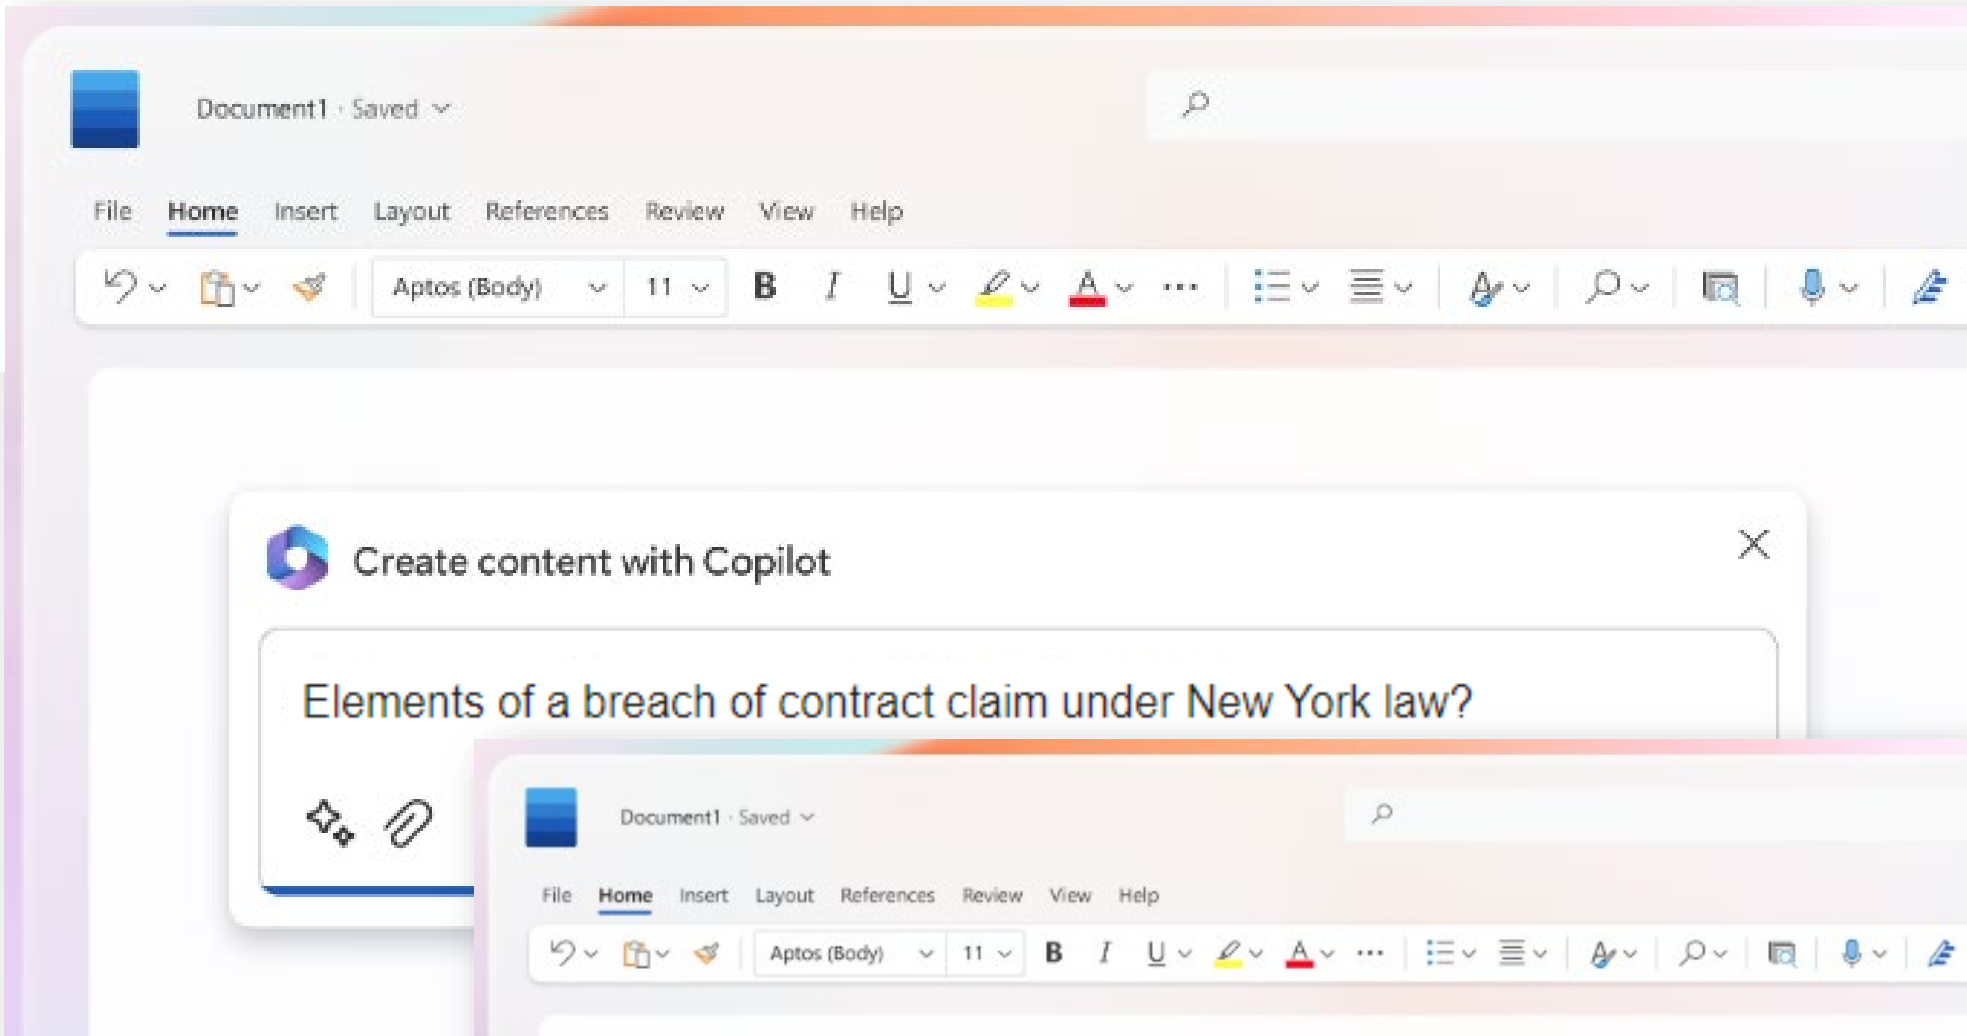 Document1 · Saved
File Home Insert Layout References Review View Help
Aptos (Body) 11 B I U A
Create content with Copilot
Elements of a breach of contract claim under New York law?
Document1 · Saved
File Home Insert Layout References Review View Help
Aptos (Body) 11 B I U A